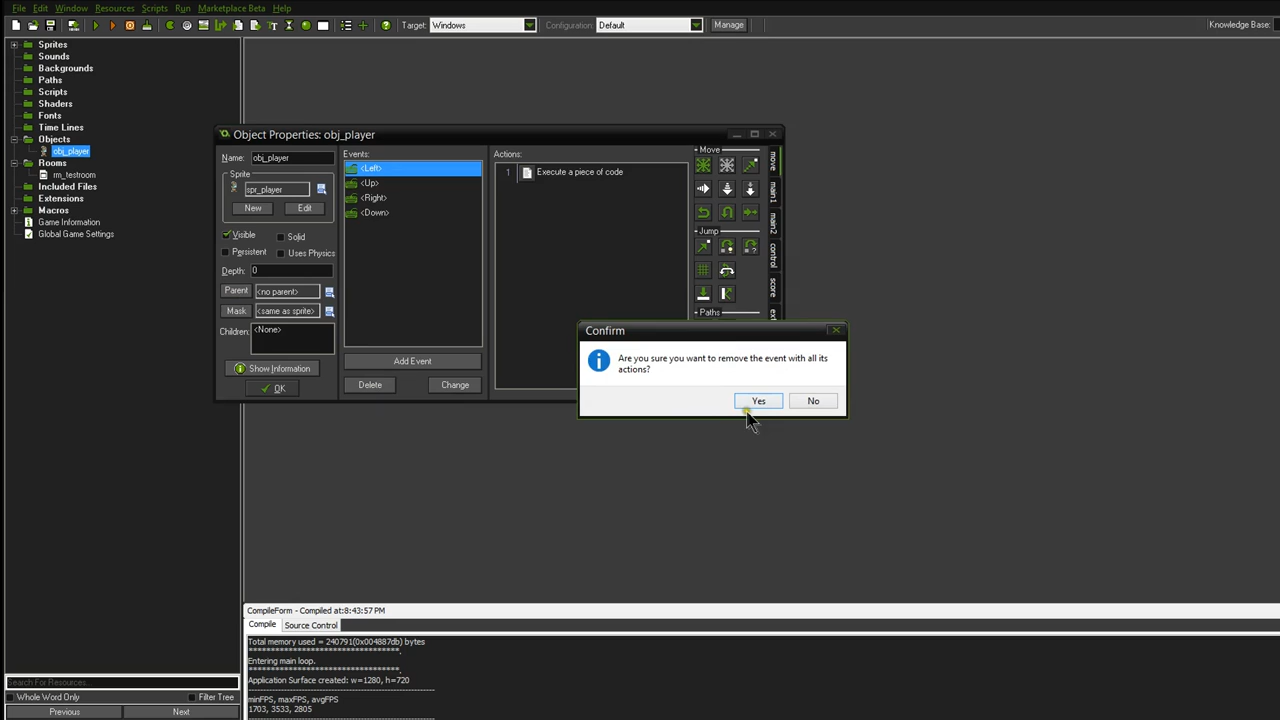 File Edit Windows Resources Scripts Run Marketplace Beta Help
Target: Windows Configuration: Default Manage Knowledge Base:
Sprites
Sounds
Backgrounds
Paths
Scripts
Shaders
Fonts
Time Lines
Objects
obj_player
Rooms
rm_testroom
Included Files
Extensions
Macros
Game Information
Global Game Settings
Search For Resources...
Whole Word Only Filter Tree
Previous Next
Object Properties: obj_player
Name: obj_player
Sprite
spr_player
New Edit
Visible Solid
Persistent Uses Physics
Depth: 0
Parent <no parent>
Mask <same as sprite>
Children: <None>
Show Information
OK
Events:
<Left>
<Up>
<Right>
<Down>
Add Event
Delete Change
Actions:
1 Execute a piece of code
Move
Jump
Paths
move
main1
main2
control
score
Confirm
Are you sure you want to remove the event with all its
actions?
Yes No
CompileForm - Compiled at:8:43:57 PM
Compile Source Control
Total memory used = 240791(0x004887db) bytes
**********************************.
Entering main loop.
**********************************.
Application Surface created: w=1280, h=720
-------------------------------------------
minFPS, maxFPS, avgFPS
1703, 3533, 2805
-------------------------------------------